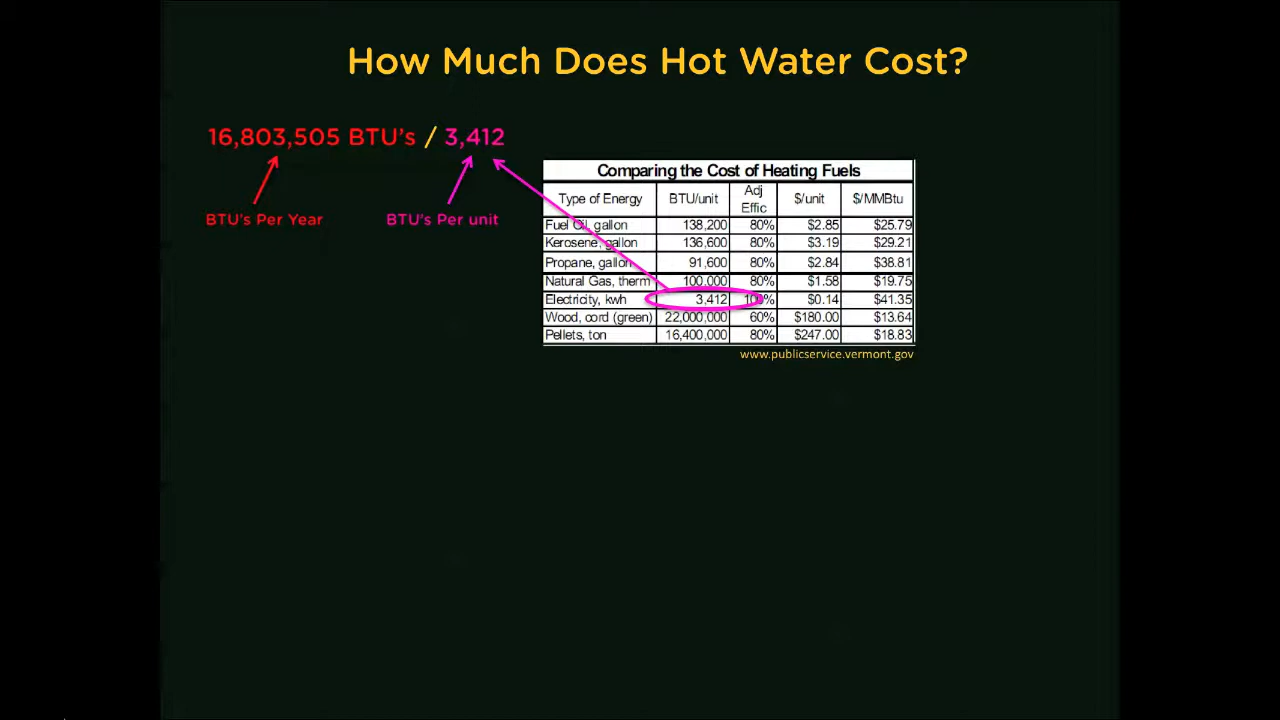 How Much Does Hot Water Cost?
16,803,505 BTU's / 3,412
BTU's Per Year BTU's Per unit
Comparing the Cost of Heating Fuels
Type of Energy BTU/unit Adj Effic $/unit $/MMBtu
Fuel Oil, gallon 138,200 80% $2.85 $25.79
Kerosene, gallon 136,600 80% $3.19 $29.21
Propane, gallon 91,600 80% $2.84 $38.81
Natural Gas, therm 100,000 80% $1.58 $19.75
Electricity, kwh 3,412 100% $0.14 $41.35
Wood, cord (green) 22,000,000 60% $180.00 $13.64
Pellets, ton 16,400,000 80% $247.00 $18.83
www.publicservice.vermont.gov